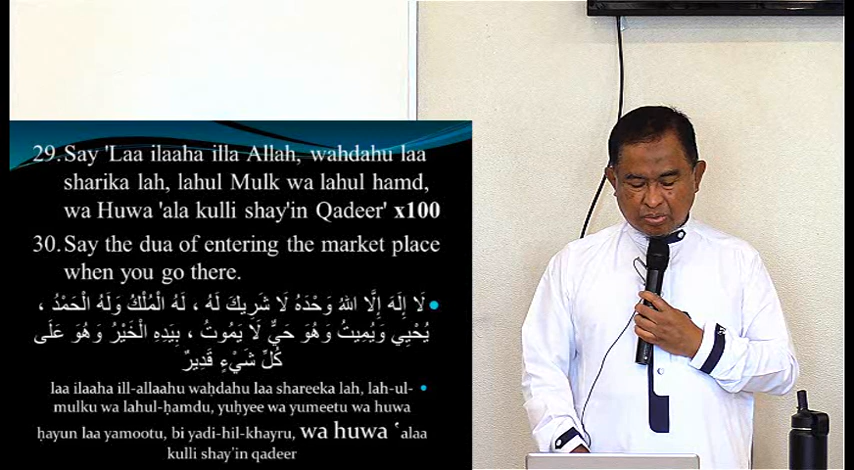 29. Say 'Laa ilaaha illa Allah, wahdahu laa
sharika lah, lahul Mulk wa lahul hamd,
wa Huwa 'ala kulli shay'in Qadeer' x100
30. Say the dua of entering the market place
when you go there.
• لَا إِلَهَ إِلَّا اللهُ وَحْدَهُ لَا شَرِيكَ لَهُ ، لَهُ الْمُلْكُ وَلَهُ الْحَمْدُ ،
يُحْيِي وَيُمِيتُ وَهُوَ حَيٌّ لَا يَمُوتُ ، بِيَدِهِ الْخَيْرُ وَهُوَ عَلَى
كُلِّ شَيْءٍ قَدِيرٌ
laa ilaaha ill-allaahu waḥdahu laa shareeka lah, lah-ul- •
mulku wa lahul-ḥamdu, yuḥyee wa yumeetu wa huwa
ḥayun laa yamootu, bi yadi-hil-khayru, wa huwa ʿalaa
kulli shay'in qadeer